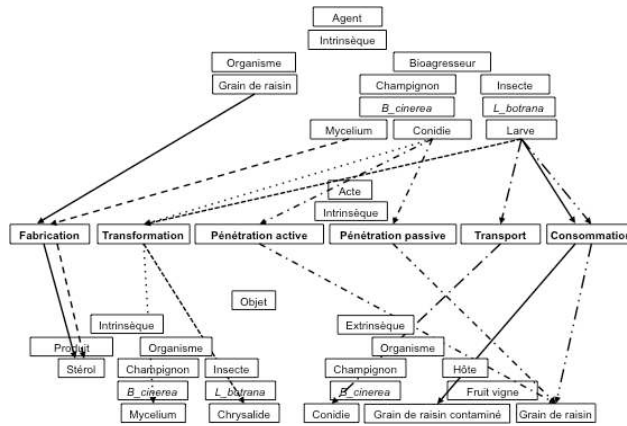 Agent
Intrinsèque
Organisme Bioagresseur
Grain de raisin Champignon Insecte
B_cinerea L_botrana
Mycelium Conidie Larve
Acte
Intrinsèque
Fabrication Transformation Pénétration active Pénétration passive Transport Consommation
Objet
Intrinsèque Extrinsèque
Produit Organisme Organisme
Stérol Champignon Insecte Champignon Hôte
B_cinerea L_botrana B_cinerea Fruit vigne
Mycelium Chrysalide Conidie Grain de raisin contaminé Grain de raisin